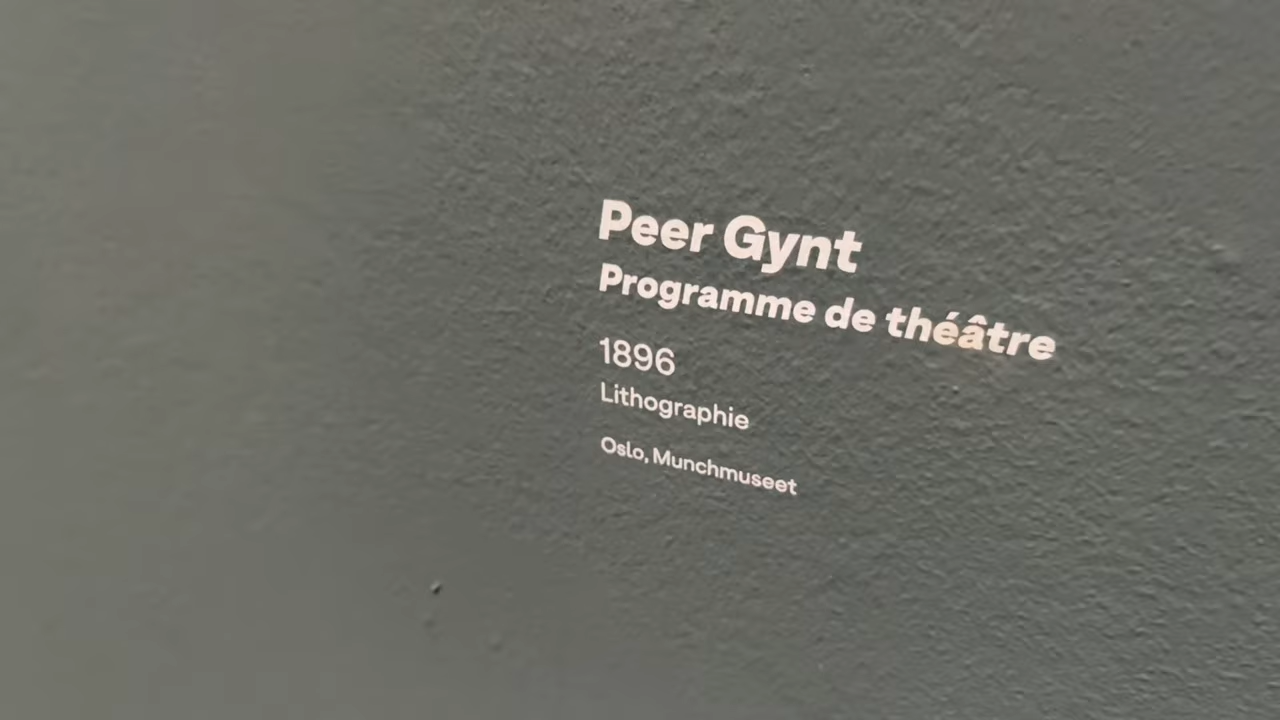 Peer Gynt
Programme de théâtre
1896
Lithographie
Oslo, Munchmuseet